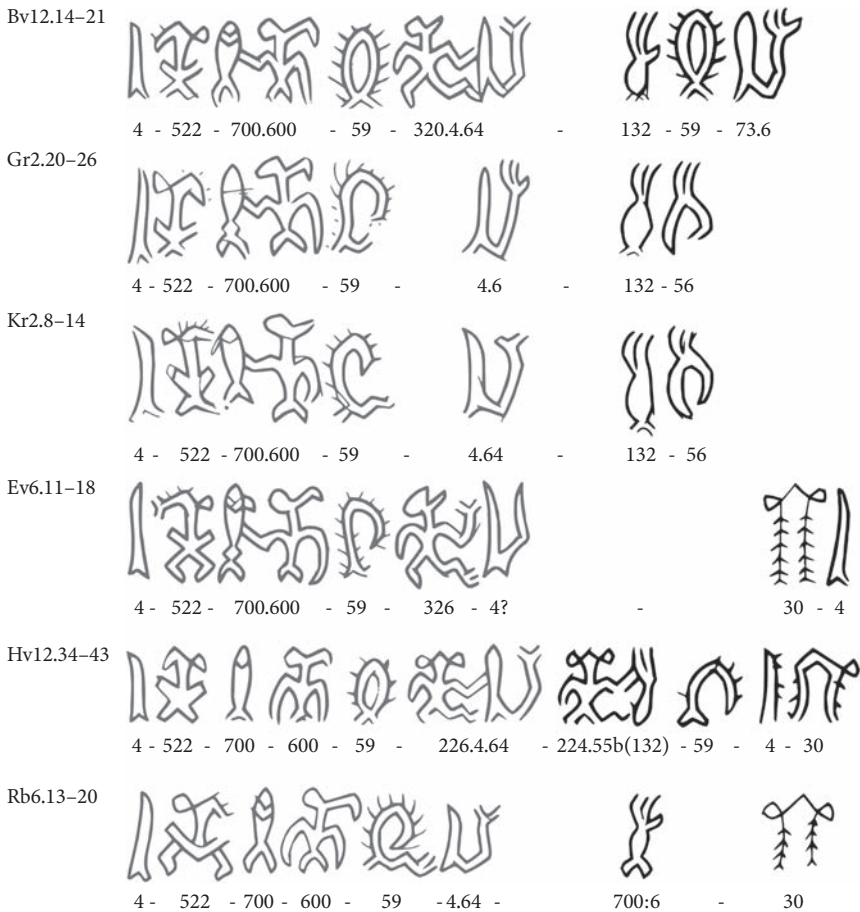 Bv12.14–21
4 - 522 - 700.600 - 59 - 320.4.64 - 132 - 59 - 73.6
Gr2.20–26
4 - 522 - 700.600 - 59 - 4.6 - 132 - 56
Kr2.8–14
4 - 522 - 700.600 - 59 - 4.64 - 132 - 56
Ev6.11–18
4 - 522 - 700.600 - 59 - 326 - 4? - 30 - 4
Hv12.34–43
4 - 522 - 700 - 600 - 59 - 226.4.64 - 224.55b(132) - 59 - 4 - 30
Rb6.13–20
4 - 522 - 700 - 600 - 59 - 4.64 - 700:6 - 30